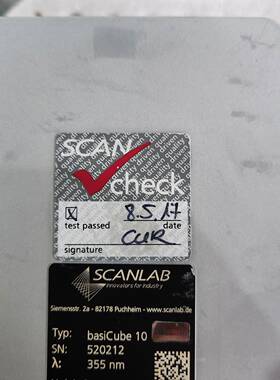 SCAN
check
☒ 8.5.17
test passed date
CUR
signature
SCANLAB
Innovators for Industry
Siemensstr. 2a - 82178 Puchheim - www.scanlab.de
Typ: basiCube 10
SN: 520212
λ: 355 nm